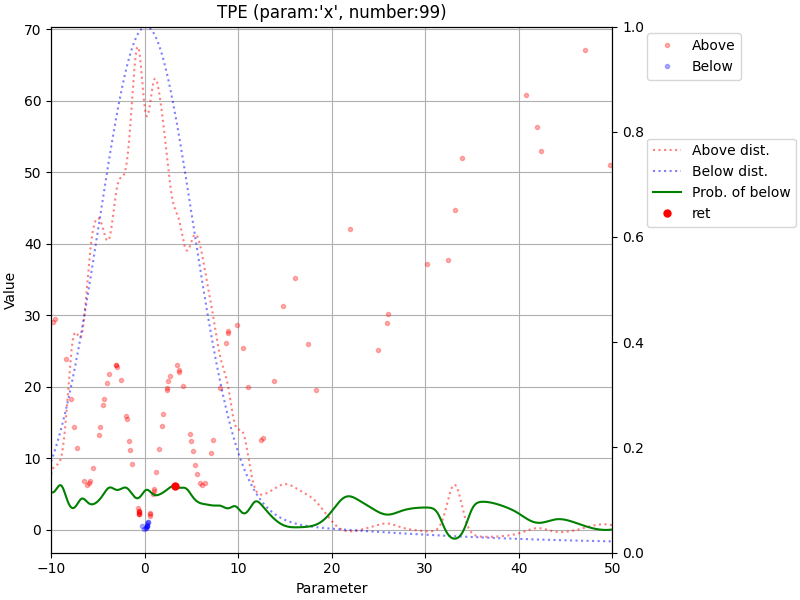 TPE (param:'x', number:99)
70
60
50
40
30
20
10
0
Value
−10
0
10
20
30
40
50
Parameter
1.0
0.8
0.6
0.4
0.2
0.0
Above
Below
Above dist.
Below dist.
Prob. of below
ret